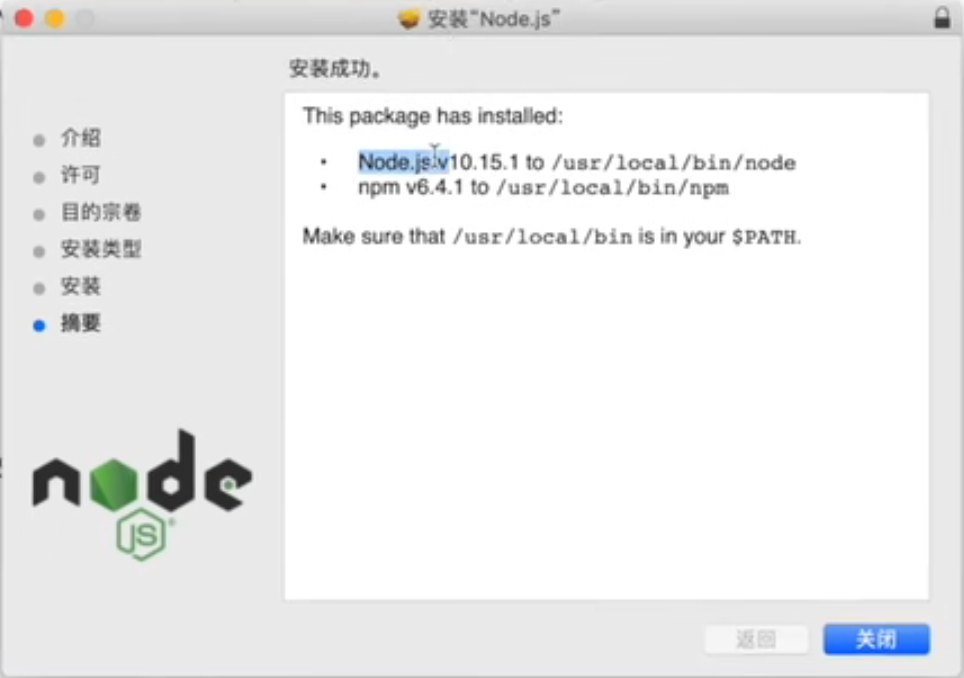 安装“Node.js”
安装成功。
介绍
许可
目的宗卷
安装类型
安装
摘要
This package has installed:
• Node.js v10.15.1 to /usr/local/bin/node
• npm v6.4.1 to /usr/local/bin/npm
Make sure that /usr/local/bin is in your $PATH.
node
JS
返回
关闭